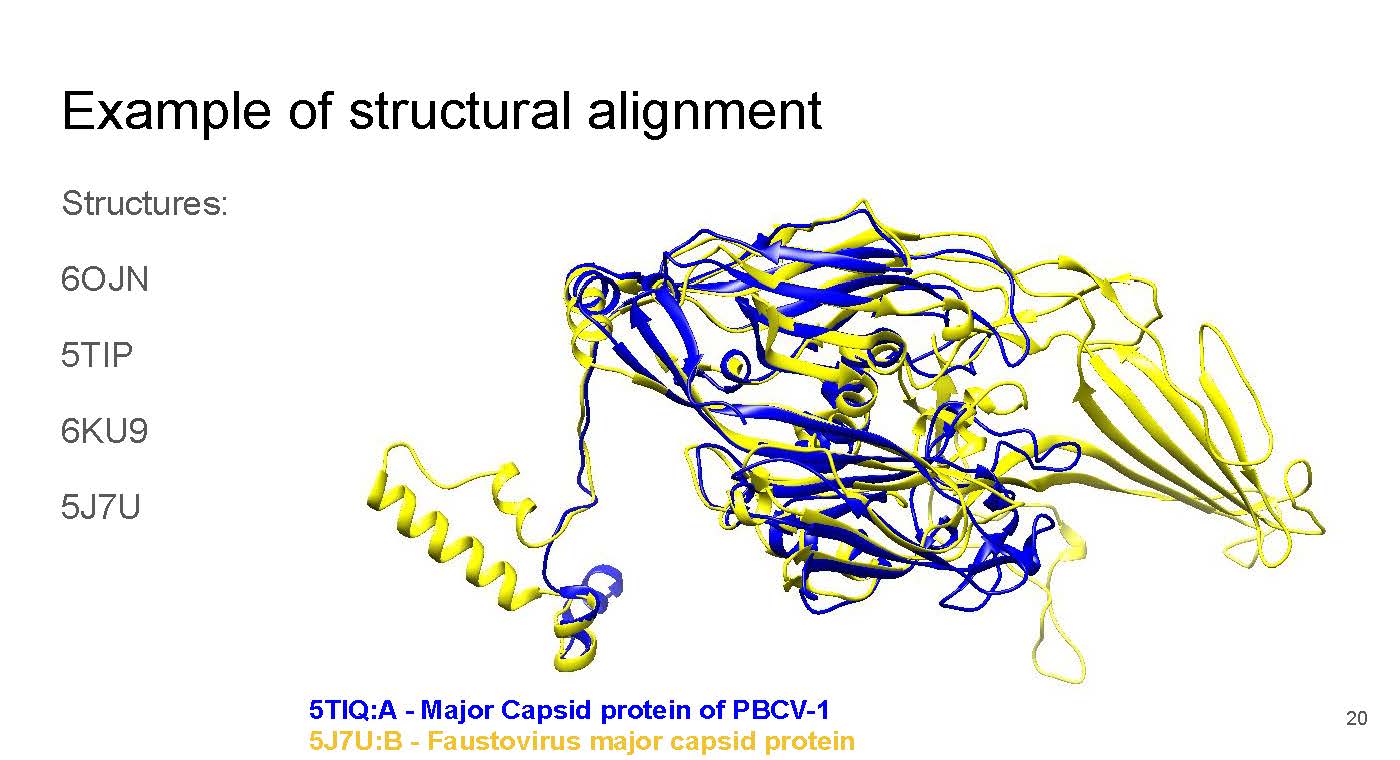 Example of structural alignment
Structures:
6OJN
5TIP
6KU9
5J7U
5TIQ:A - Major Capsid protein of PBCV-1
5J7U:B - Faustovirus major capsid protein
20